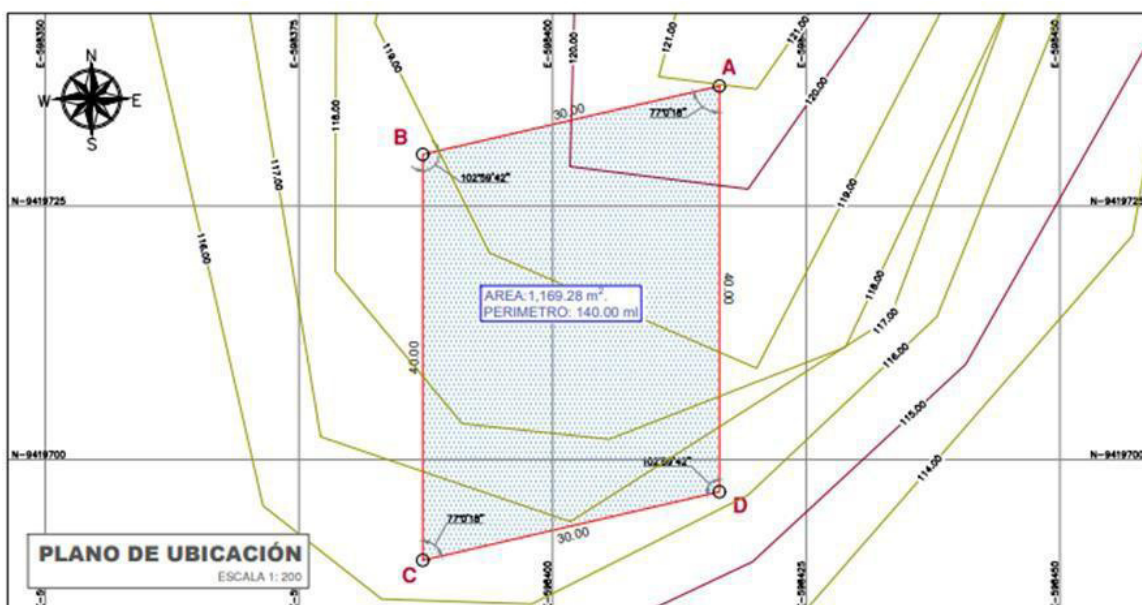 E-598350
E-598375
E-598400
E-598425
E-598450
N
W E
S
119.00
120.00
121.00
121.00
A
77°0'18"
30.00
118.00
120.00
B
102°59'42"
117.00
119.00
N-9419725
N-9419725
116.00
118.00
AREA:1,169.28 m².
PERIMETRO: 140.00 ml
40.00
117.00
40.00
116.00
115.00
N-9419700
102°59'42"
N-9419700
114.00
D
77°0'18"
30.00
PLANO DE UBICACIÓN
ESCALA 1: 200
C
E-598400